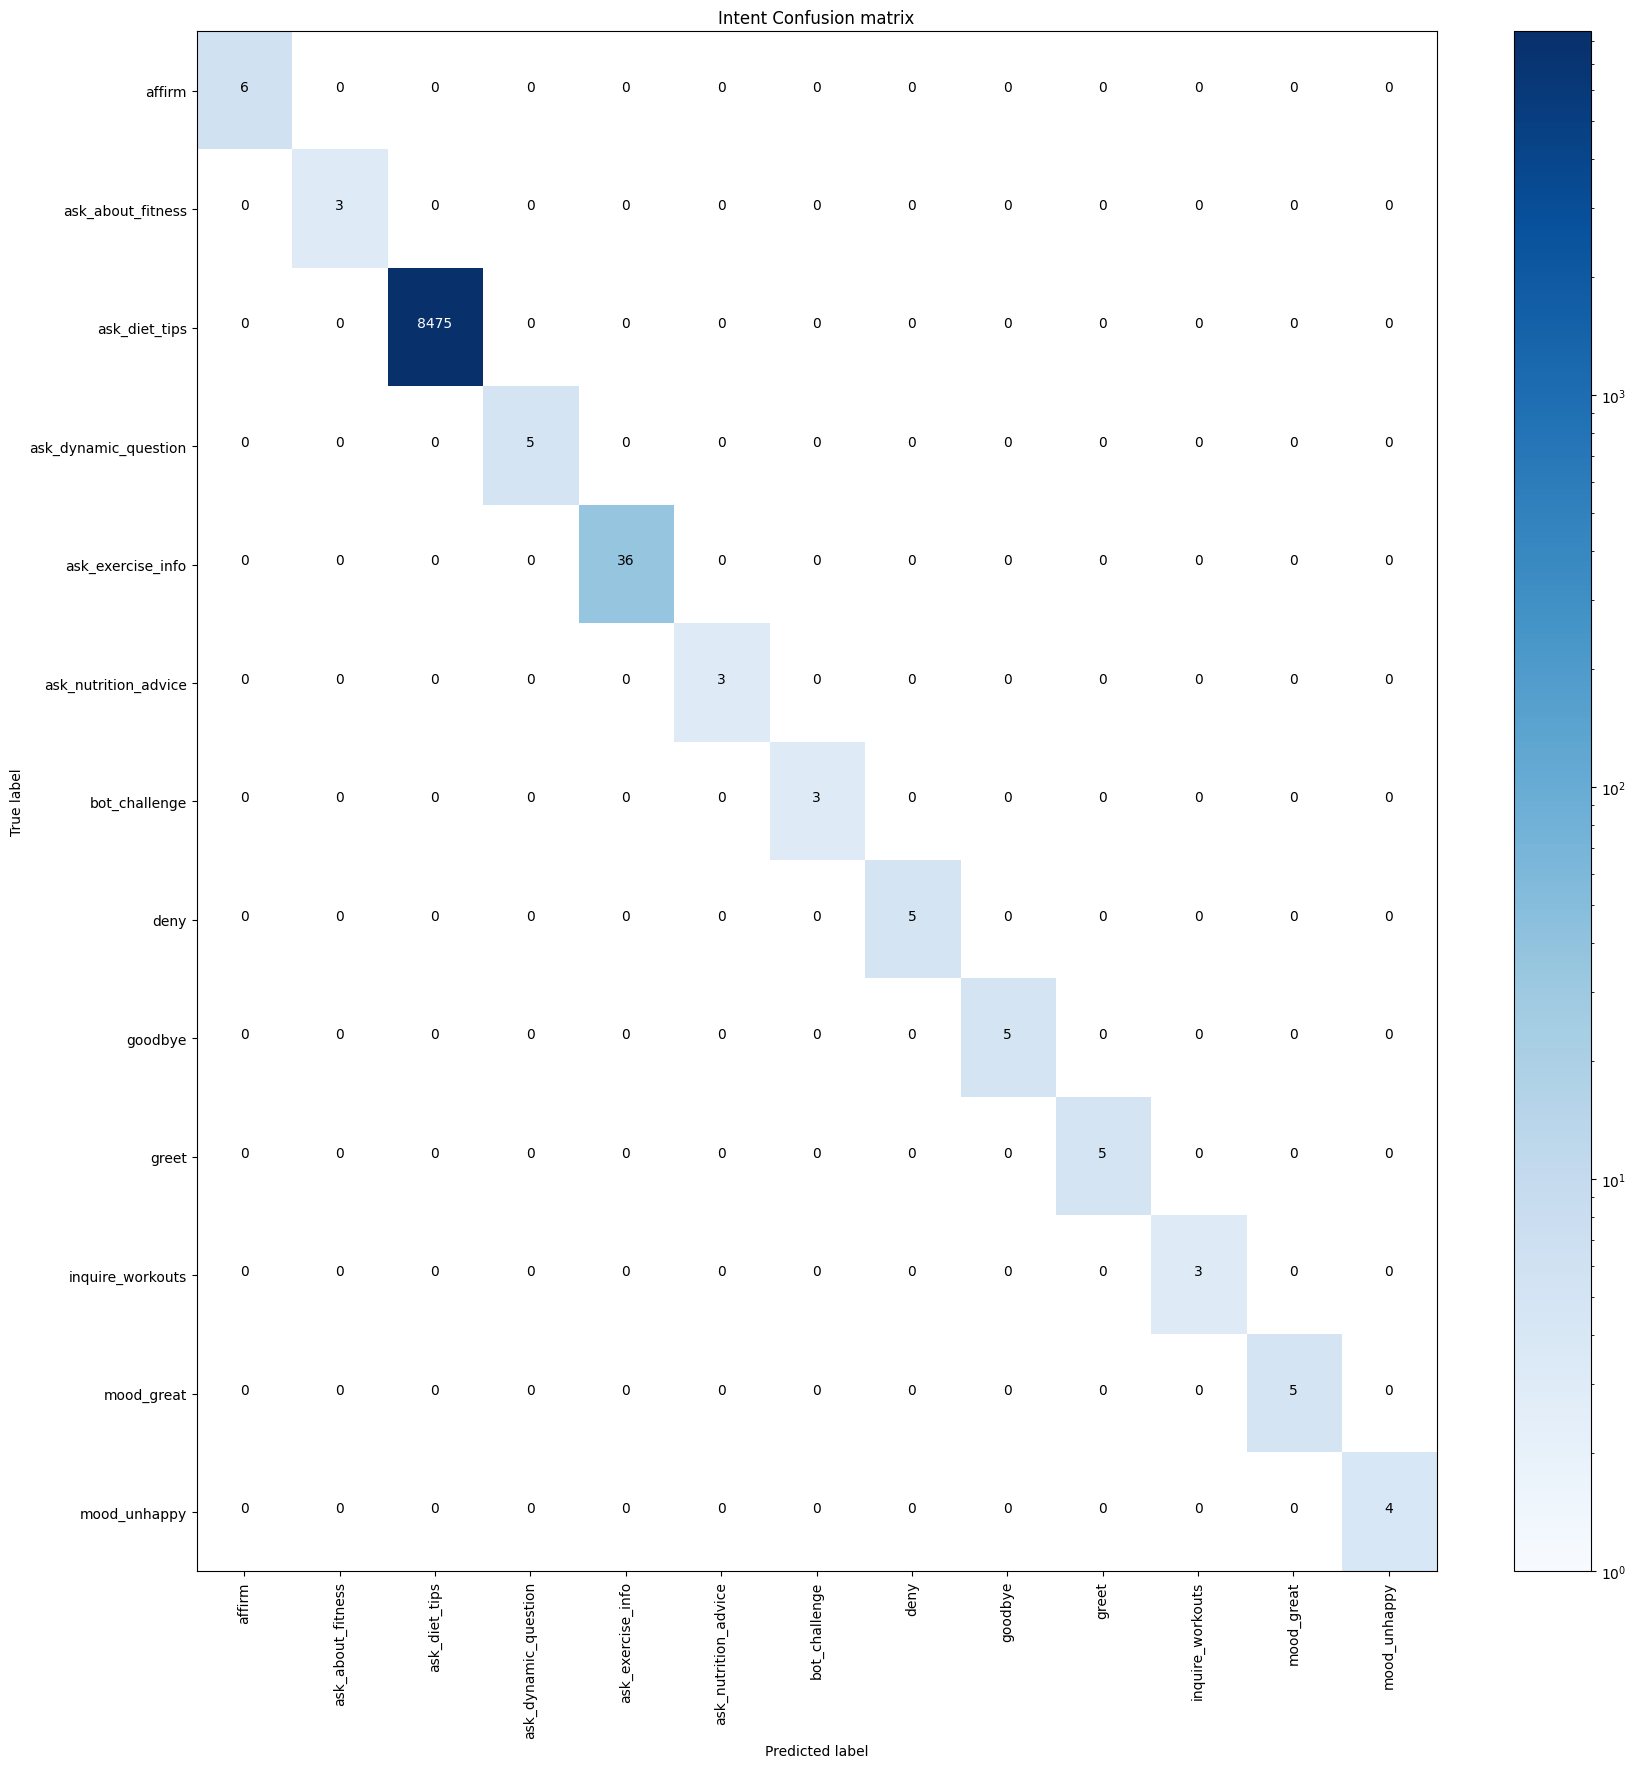 Intent Confusion matrix
affirm 6 0 0 0 0 0 0 0 0 0 0 0 0
ask_about_fitness 0 3 0 0 0 0 0 0 0 0 0 0 0
ask_diet_tips 0 0 8475 0 0 0 0 0 0 0 0 0 0
ask_dynamic_question 0 0 0 5 0 0 0 0 0 0 0 0 0
ask_exercise_info 0 0 0 0 36 0 0 0 0 0 0 0 0
ask_nutrition_advice 0 0 0 0 0 3 0 0 0 0 0 0 0
bot_challenge 0 0 0 0 0 0 3 0 0 0 0 0 0
deny 0 0 0 0 0 0 0 5 0 0 0 0 0
goodbye 0 0 0 0 0 0 0 0 5 0 0 0 0
greet 0 0 0 0 0 0 0 0 0 5 0 0 0
inquire_workouts 0 0 0 0 0 0 0 0 0 0 3 0 0
mood_great 0 0 0 0 0 0 0 0 0 0 0 5 0
mood_unhappy 0 0 0 0 0 0 0 0 0 0 0 0 4
True label
affirm
ask_about_fitness
ask_diet_tips
ask_dynamic_question
ask_exercise_info
ask_nutrition_advice
bot_challenge
deny
goodbye
greet
inquire_workouts
mood_great
mood_unhappy
Predicted label
10³
10²
10¹
10⁰